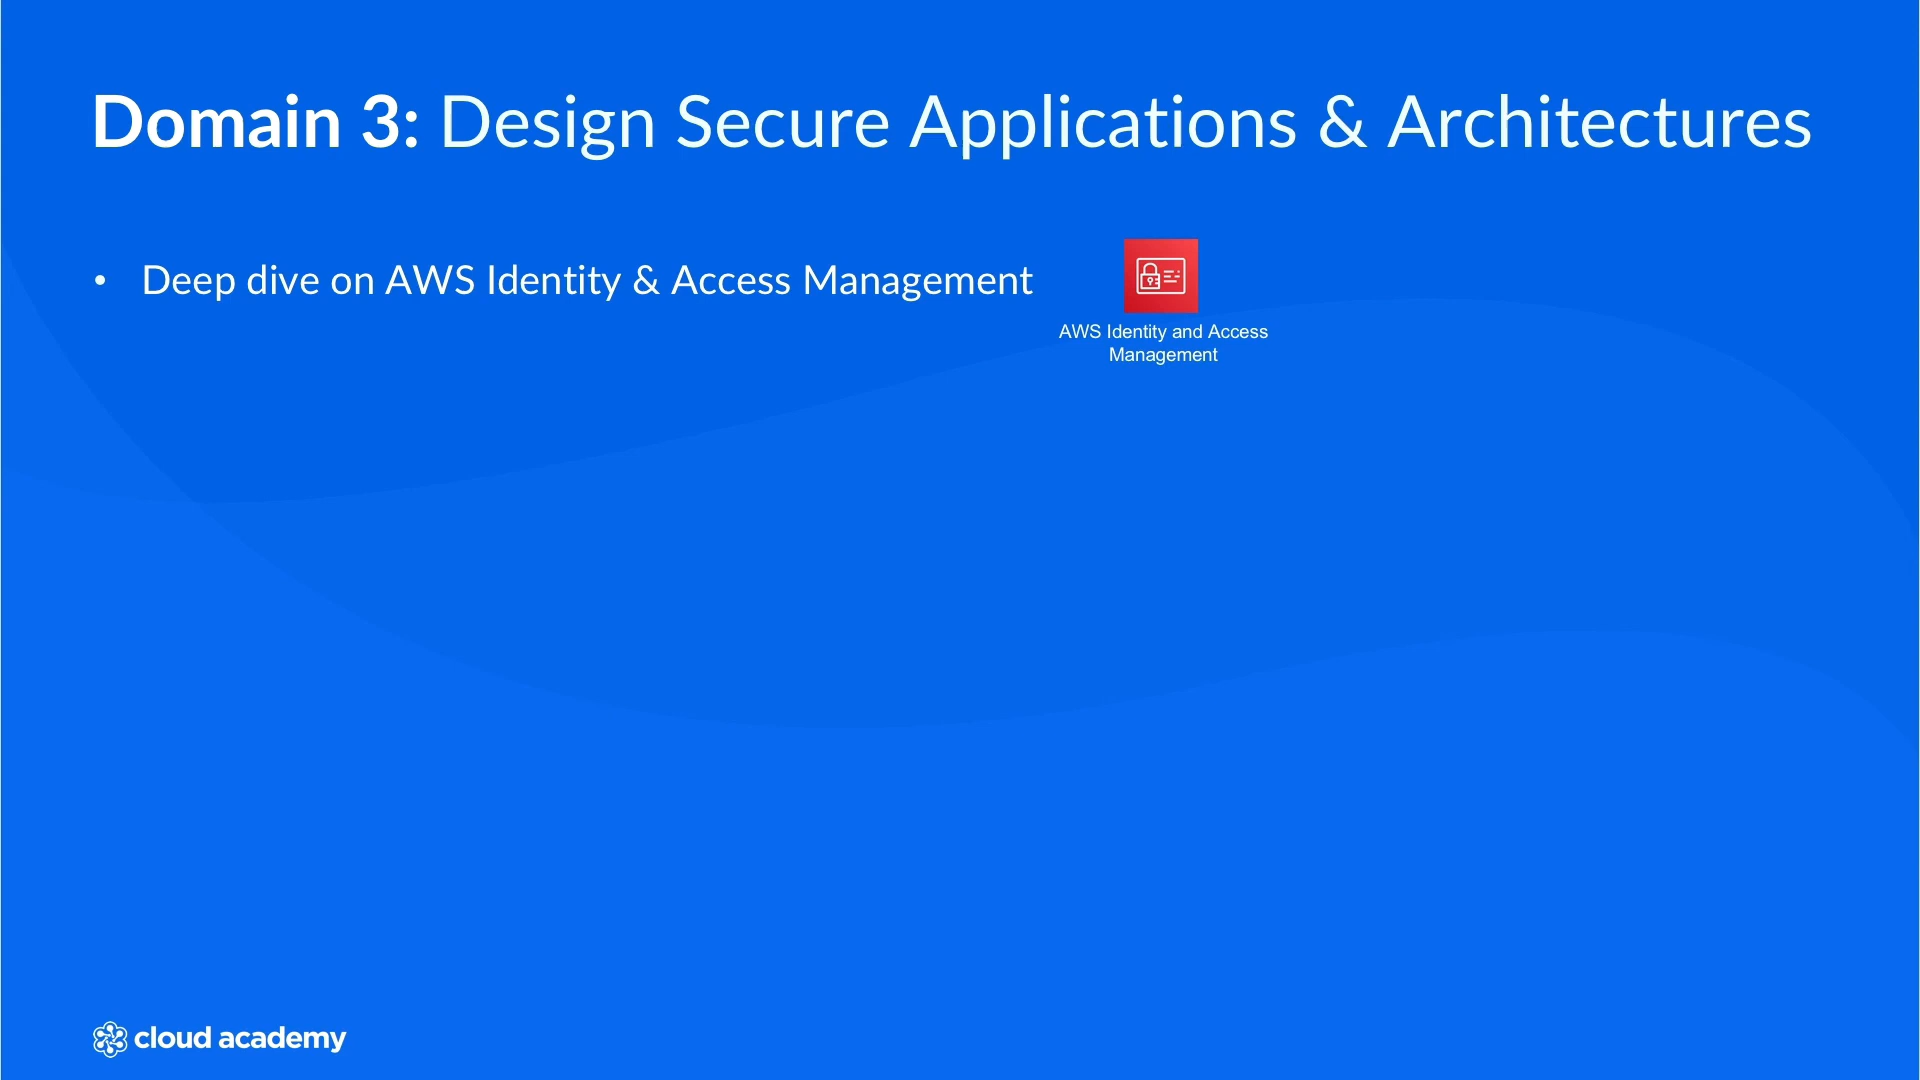 Domain 3: Design Secure Applications & Architectures
• Deep dive on AWS Identity & Access Management
AWS Identity and Access
Management
cloud academy